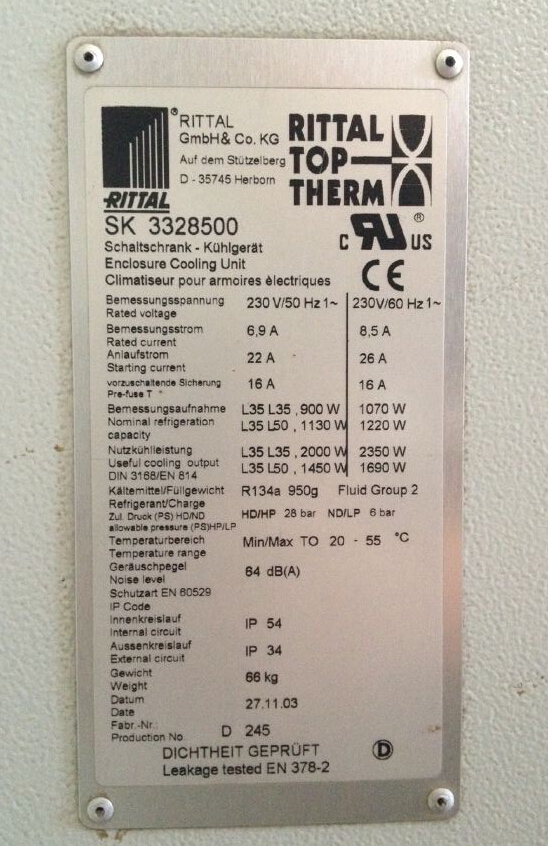 RITTAL
®
RITTAL
GmbH & Co. KG
Auf dem Stützelberg
D - 35745 Herborn
RITTAL
TOP
THERM
SK 3328500
C RU ® US
Schaltschrank - Kühlgerät
Enclosure Cooling Unit
CE
Climatiseur pour armoires èlectriques
Bemessungsspannung 230 V/50 Hz 1~ 230V/60 Hz 1~
Rated voltage
Bemessungsstrom 6,9 A 8,5 A
Rated current
Anlaufstrom 22 A 26 A
Starting current
vorzuschaltende Sicherung 16 A 16 A
Pre-fuse T
Bemessungsaufnahme L35 L35 , 900 W 1070 W
Nominal refrigeration L35 L50 , 1130 W 1220 W
capacity
Nutzkühlleistung L35 L35 , 2000 W 2350 W
Useful cooling output L35 L50 , 1450 W 1690 W
DIN 3168/EN 814
Kältemittel/Füllgewicht R134a 950g Fluid Group 2
Refrigerant/Charge
Zul. Druck (PS) HD/ND HD/HP 28 bar ND/LP 6 bar
allowable pressure (PS)HP/LP
Temperaturbereich Min/Max TO 20 - 55 °C
Temperature range
Geräuschpegel 64 dB(A)
Noise level
Schutzart EN 60529
IP Code
Innenkreislauf IP 54
Internal circuit
Aussenkreislauf IP 34
External circuit
Gewicht 66 kg
Weight
Datum 27.11.03
Date
Fabr.-Nr.: D 245
Production No.
DICHTHEIT GEPRÜFT D
Leakage tested EN 378-2